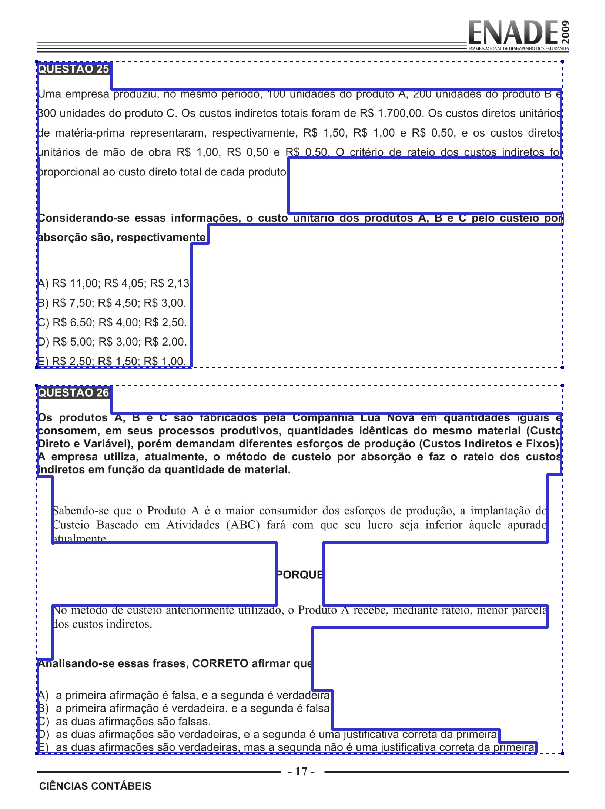 ENADE 2009
EXAME NACIONAL DE DESEMPENHO DOS ESTUDANTES
QUESTÃO 25
Uma empresa produziu, no mesmo período, 100 unidades do produto A, 200 unidades do produto B e
300 unidades do produto C. Os custos indiretos totais foram de R$ 1.700,00. Os custos diretos unitários
de matéria-prima representaram, respectivamente, R$ 1,50, R$ 1,00 e R$ 0,50, e os custos diretos
unitários de mão de obra R$ 1,00, R$ 0,50 e R$ 0,50. O critério de rateio dos custos indiretos foi
proporcional ao custo direto total de cada produto.
Considerando-se essas informações, o custo unitário dos produtos A, B e C pelo custeio por
absorção são, respectivamente,
A) R$ 11,00; R$ 4,05; R$ 2,13.
B) R$ 7,50; R$ 4,50; R$ 3,00.
C) R$ 6,50; R$ 4,00; R$ 2,50.
D) R$ 5,00; R$ 3,00; R$ 2,00.
E) R$ 2,50; R$ 1,50; R$ 1,00.
QUESTÃO 26
Os produtos A, B e C são fabricados pela Companhia Lua Nova em quantidades iguais e
consomem, em seus processos produtivos, quantidades idênticas do mesmo material (Custo
Direto e Variável), porém demandam diferentes esforços de produção (Custos Indiretos e Fixos).
A empresa utiliza, atualmente, o método de custeio por absorção e faz o rateio dos custos
indiretos em função da quantidade de material.
Sabendo-se que o Produto A é o maior consumidor dos esforços de produção, a implantação do
Custeio Baseado em Atividades (ABC) fará com que seu lucro seja inferior àquele apurado
atualmente
PORQUE
No método de custeio anteriormente utilizado, o Produto A recebe, mediante rateio, menor parcela
dos custos indiretos.
Analisando-se essas frases, CORRETO afirmar que
A) a primeira afirmação é falsa, e a segunda é verdadeira.
B) a primeira afirmação é verdadeira, e a segunda é falsa.
C) as duas afirmações são falsas.
D) as duas afirmações são verdadeiras, e a segunda é uma justificativa correta da primeira.
E) as duas afirmações são verdadeiras, mas a segunda não é uma justificativa correta da primeira.
- 17 -
CIÊNCIAS CONTÁBEIS